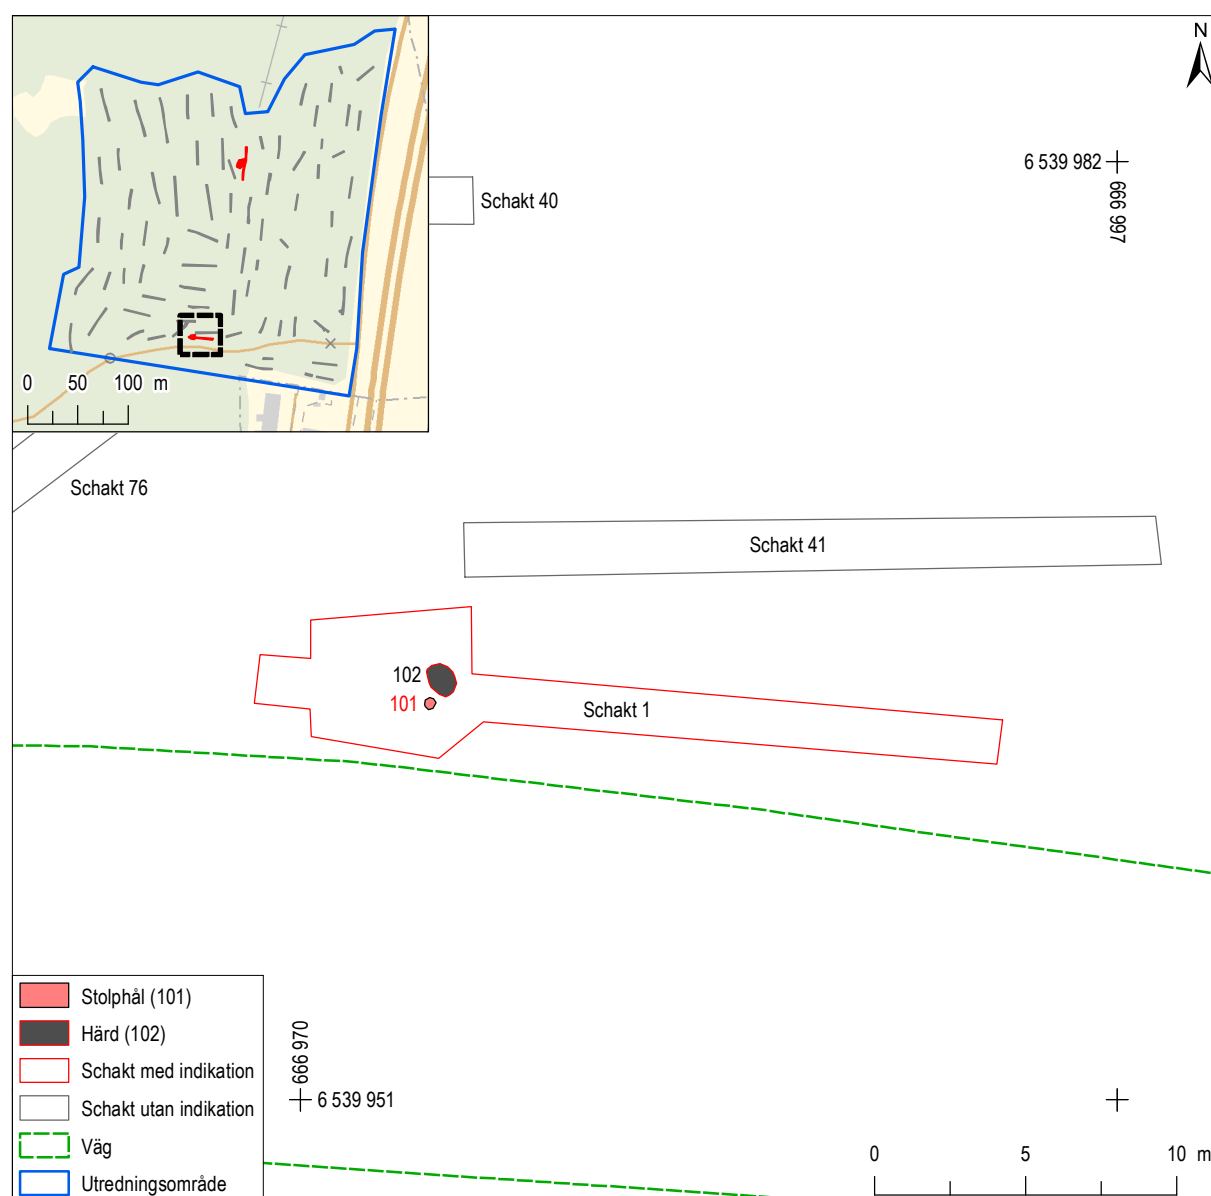 N
6 539 982
666 997
Schakt 40
0 50 100 m
Schakt 76
Schakt 41
102
101
Schakt 1
666 970
6 539 951
Stolphål (101)
Härd (102)
Schakt med indikation
Schakt utan indikation
Väg
Utredningsområde
0 5 10 m